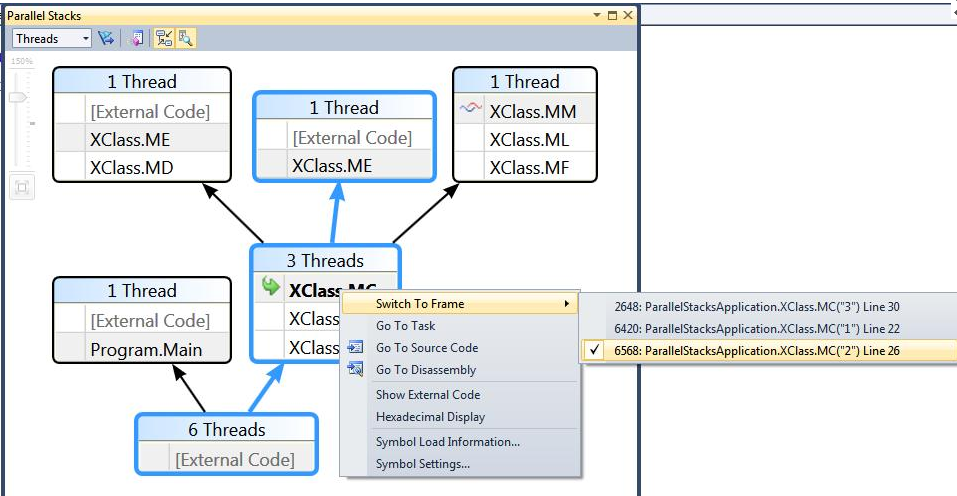 Parallel Stacks
Threads
150%
1 Thread
[External Code]
XClass.ME
XClass.MD
1 Thread
[External Code]
XClass.ME
1 Thread
XClass.MM
XClass.ML
XClass.MF
3 Threads
XClass.MC
XClass
XClass
1 Thread
[External Code]
Program.Main
6 Threads
[External Code]
Switch To Frame
Go To Task
Go To Source Code
Go To Disassembly
Show External Code
Hexadecimal Display
Symbol Load Information...
Symbol Settings...
2648: ParallelStacksApplication.XClass.MC("3") Line 30
6420: ParallelStacksApplication.XClass.MC("1") Line 22
6568: ParallelStacksApplication.XClass.MC("2") Line 26